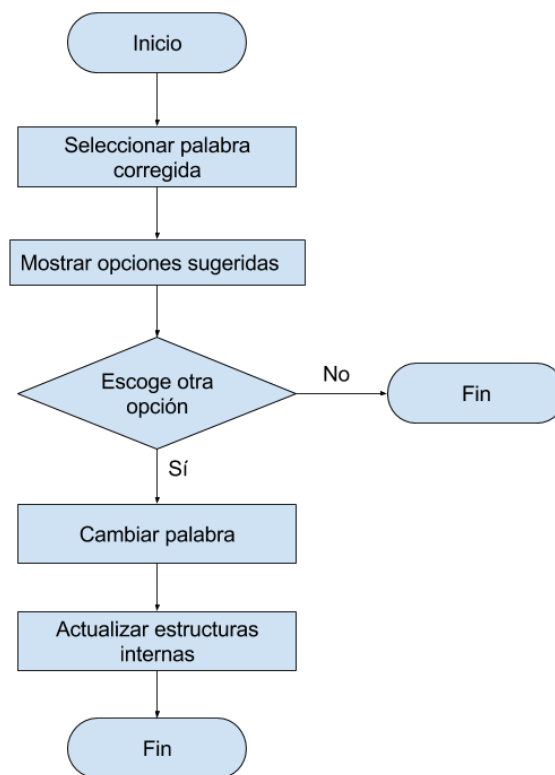 Inicio
Seleccionar palabra
corregida
Mostrar opciones sugeridas
Escoge otra
opción
No
Fin
Sí
Cambiar palabra
Actualizar estructuras
internas
Fin